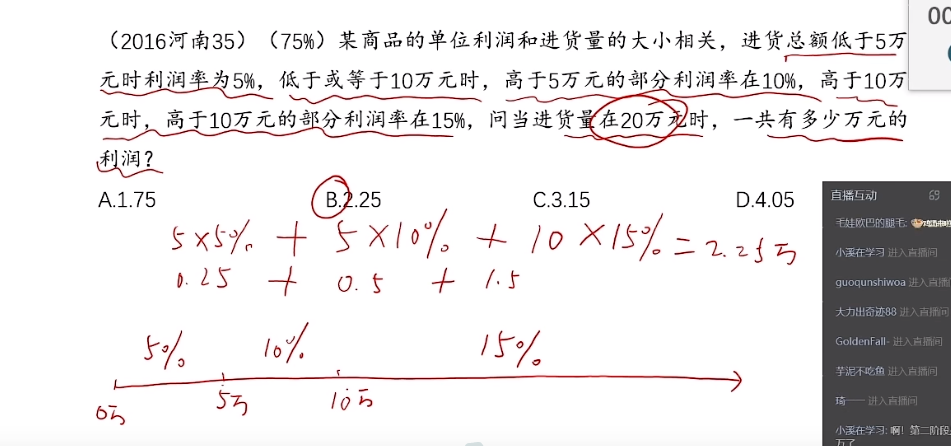 00
（2016河南35）（75%）某商品的单位利润和进货量的大小相关，进货总额低于5万
元时利润率为5%，低于或等于10万元时，高于5万元的部分利润率在10%，高于10万
元时，高于10万元的部分利润率在15%，问当进货量在20万元时，一共有多少万元的
利润？
A.1.75 B.2.25 C.3.15 D.4.05
5×5% + 5×10% + 10×15% = 2.25万
0.25 + 0.5 + 1.5
5% 10% 15%
0万 5万 10万
直播互动
毛娃欧巴的腿毛:
小溪在学习 进入直播间
guoqunshiwoa 进入直播
大力出奇迹88 进入直播间
GoldenFall- 进入直播间
芋泥不吃鱼 进入直播间
琦一一 进入直播间
小溪在学习: 啊！第二阶段